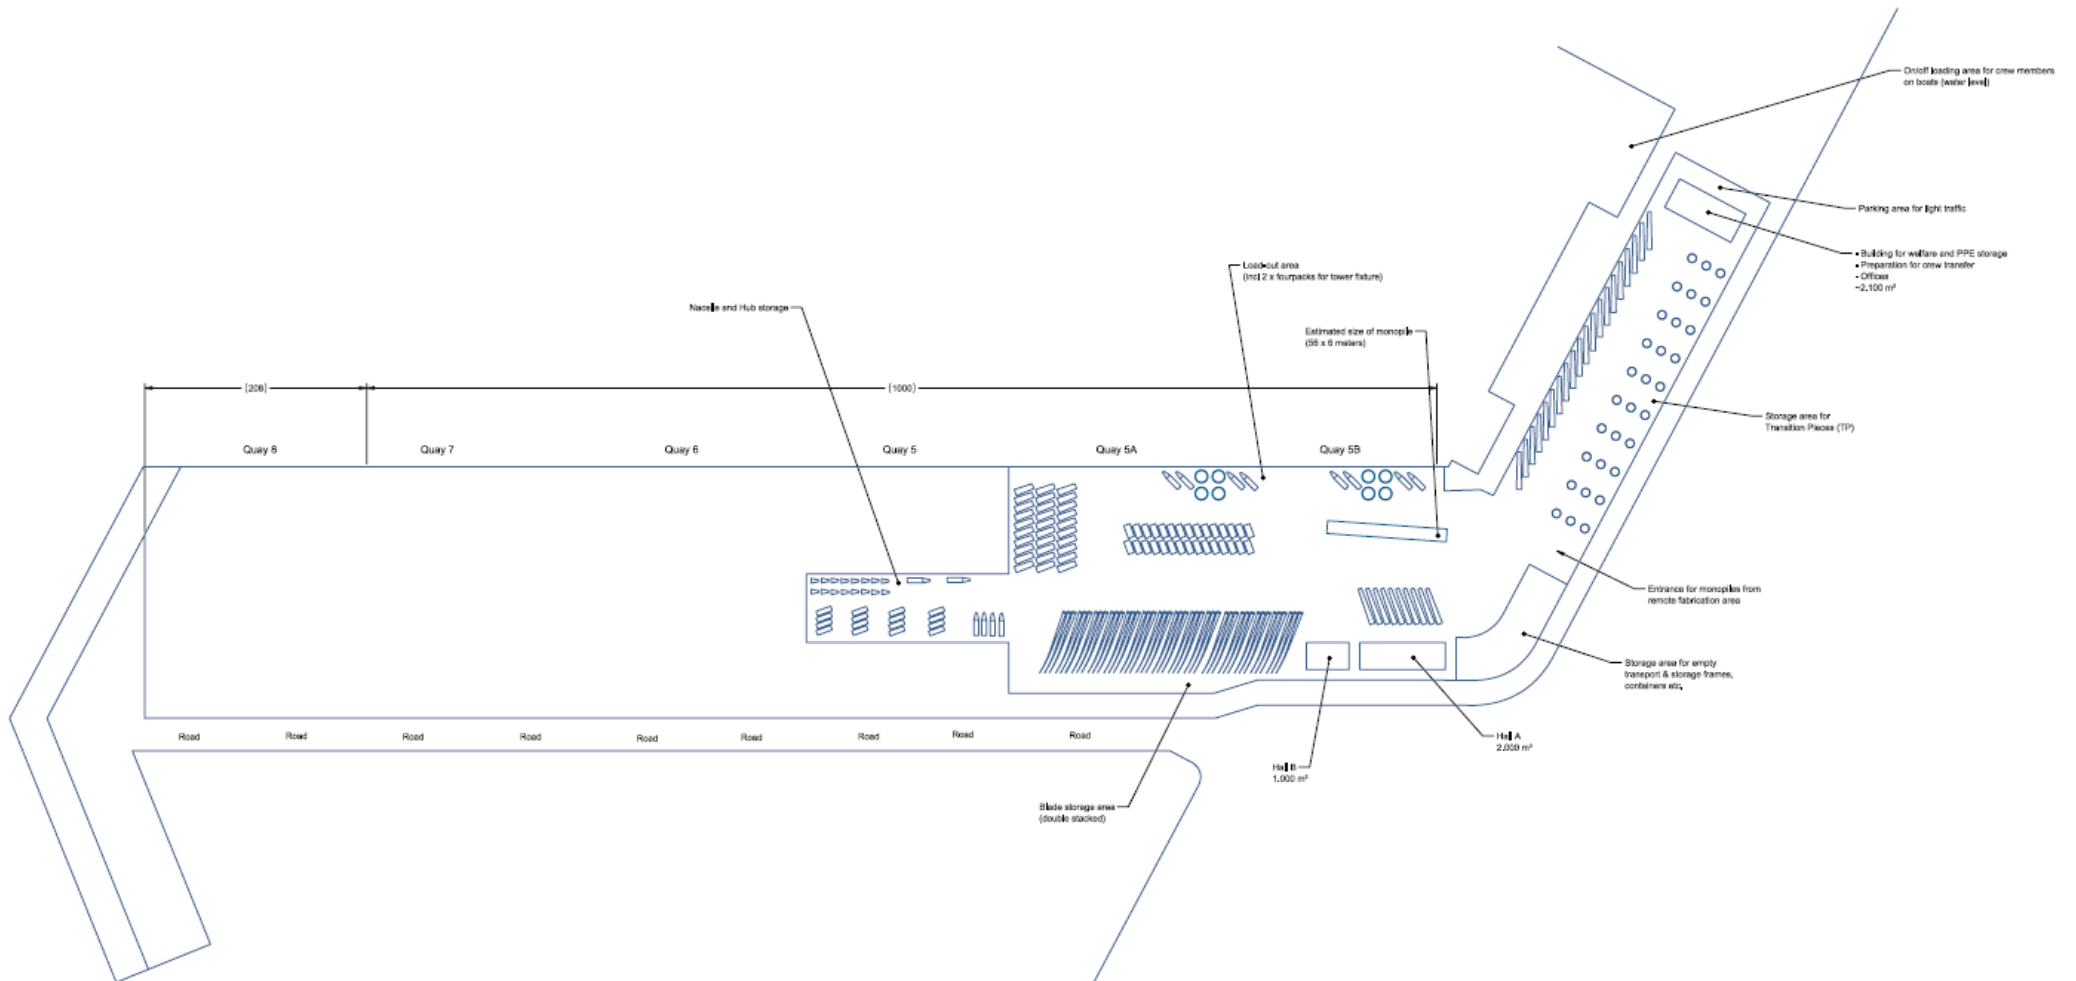 On/off loading area for crew members
on boats (water level)
Parking area for light traffic
- Building for welfare and PPE storage
- Preparation for crew transfer
- Offices
~2.100 m²
Load-out area
(incl 2 x fourpacks for tower fixture)
Nacelle and Hub storage
Estimated size of monopile
(56 x 6 meters)
(208)
(1000)
Storage area for
Transition Pieces (TP)
Quay 8
Quay 7
Quay 6
Quay 5
Quay 5A
Quay 5B
Entrance for monopiles from
remote fabrication area
Storage area for empty
transport & storage frames,
containers etc.
Road
Road
Road
Road
Road
Road
Road
Road
Road
Hall A
2.000 m²
Hall B
1.000 m²
Blade storage area
(double stacked)